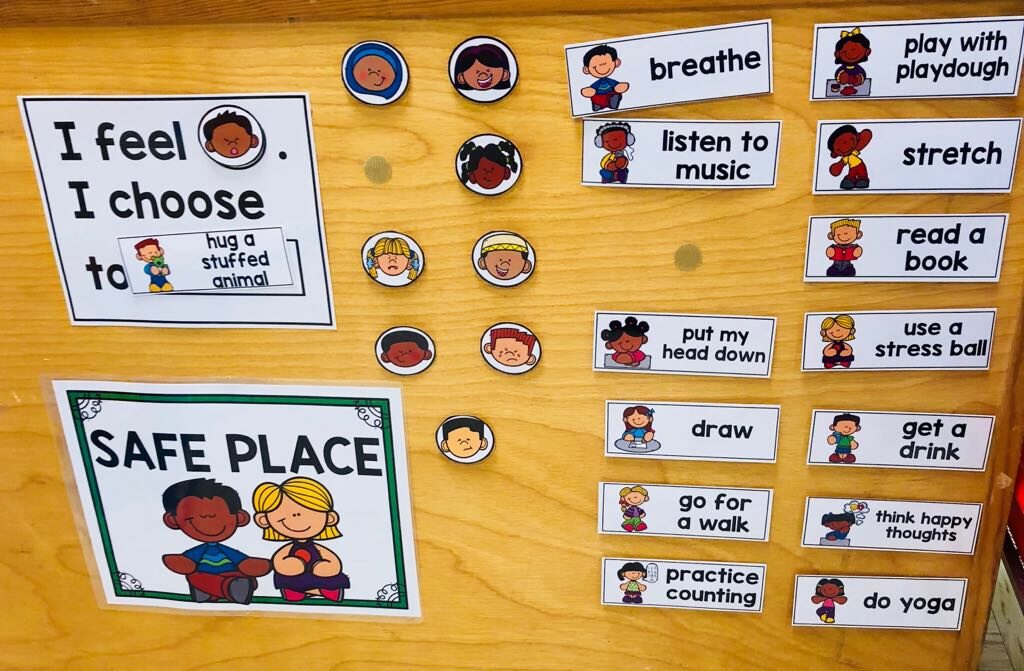 I feel .
I choose
to
hug a
stuffed
animal
SAFE PLACE
breathe
listen to
music
put my
head down
draw
go for
a walk
practice
counting
play with
playdough
stretch
read a
book
use a
stress ball
get a
drink
think happy
thoughts
do yoga